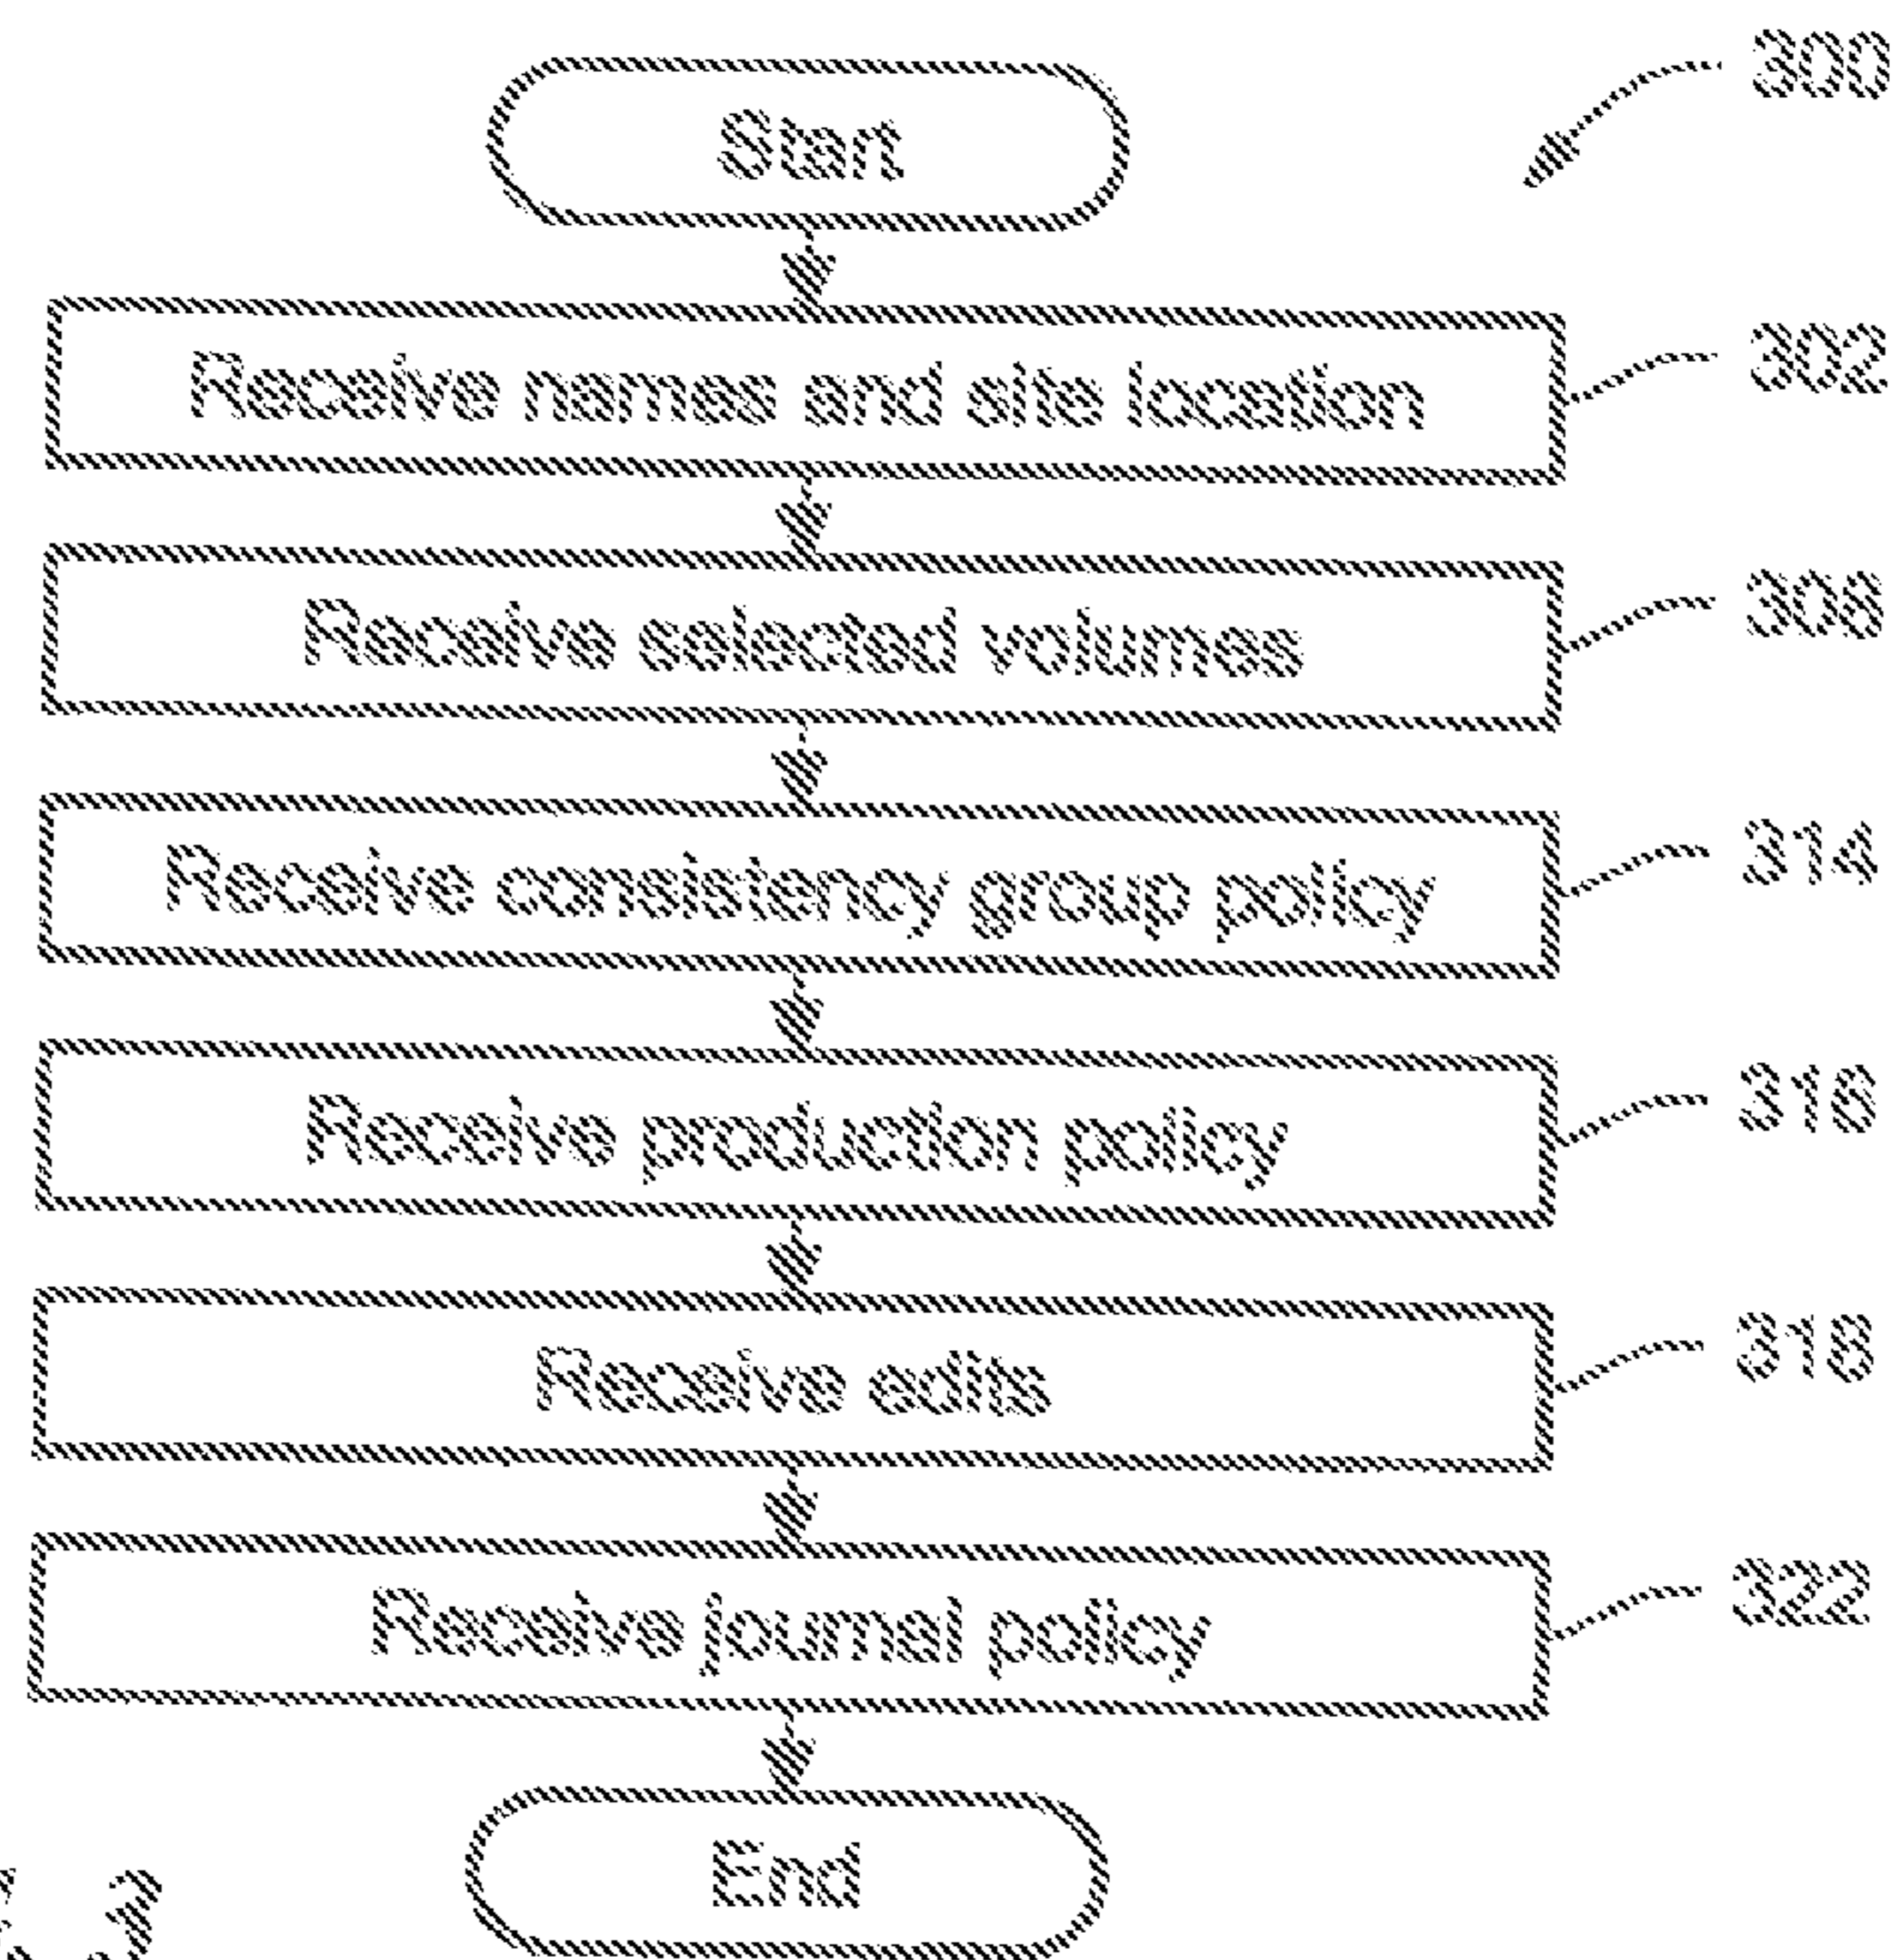 300
Start
Receive names and site location
302
Receive selected volumes
308
Receive consistency group policy
314
Receive production policy
316
Receive edits
318
Receive journal policy
322
End
3